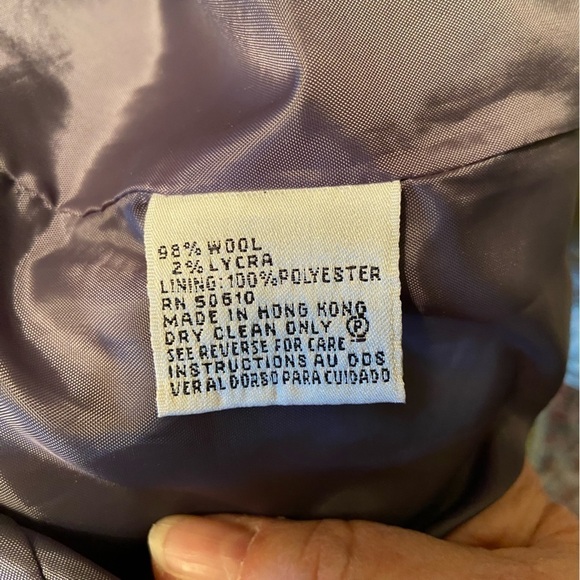 98% WOOL
2% LYCRA
LINING: 100% POLYESTER
RN 50610
MADE IN HONG KONG
DRY CLEAN ONLY Ⓟ
SEE REVERSE FOR CARE
INSTRUCTIONS AU DOS
VER AL DORSO PARA CUIDADO